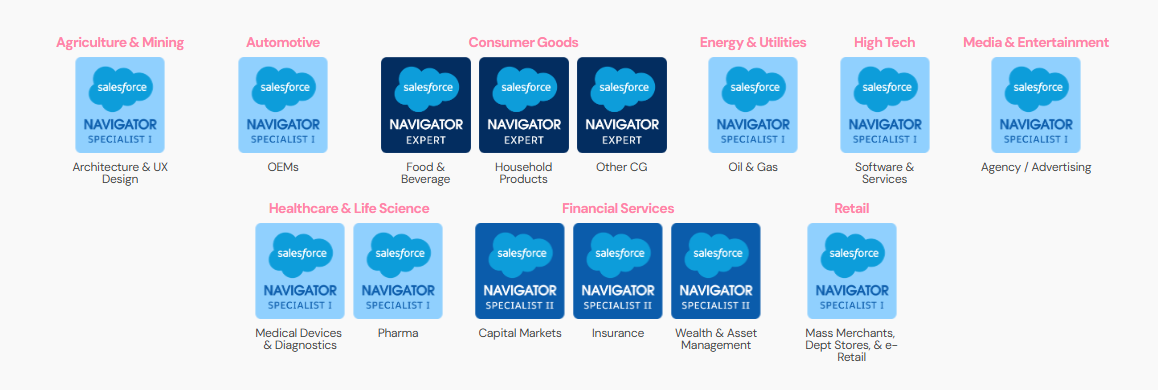 Agriculture & Mining
salesforce
NAVIGATOR
SPECIALIST I
Architecture & UX
Design
Automotive
salesforce
NAVIGATOR
SPECIALIST I
OEMs
Consumer Goods
salesforce
NAVIGATOR
EXPERT
Food &
Beverage
salesforce
NAVIGATOR
EXPERT
Household
Products
salesforce
NAVIGATOR
EXPERT
Other CG
Energy & Utilities
salesforce
NAVIGATOR
SPECIALIST I
Oil & Gas
High Tech
salesforce
NAVIGATOR
SPECIALIST I
Software &
Services
Media & Entertainment
salesforce
NAVIGATOR
SPECIALIST I
Agency / Advertising
Healthcare & Life Science
salesforce
NAVIGATOR
SPECIALIST I
Medical Devices
& Diagnostics
salesforce
NAVIGATOR
SPECIALIST I
Pharma
Financial Services
salesforce
NAVIGATOR
SPECIALIST II
Capital Markets
salesforce
NAVIGATOR
SPECIALIST II
Insurance
salesforce
NAVIGATOR
SPECIALIST II
Wealth & Asset
Management
Retail
salesforce
NAVIGATOR
SPECIALIST I
Mass Merchants,
Dept Stores, & e-
Retail